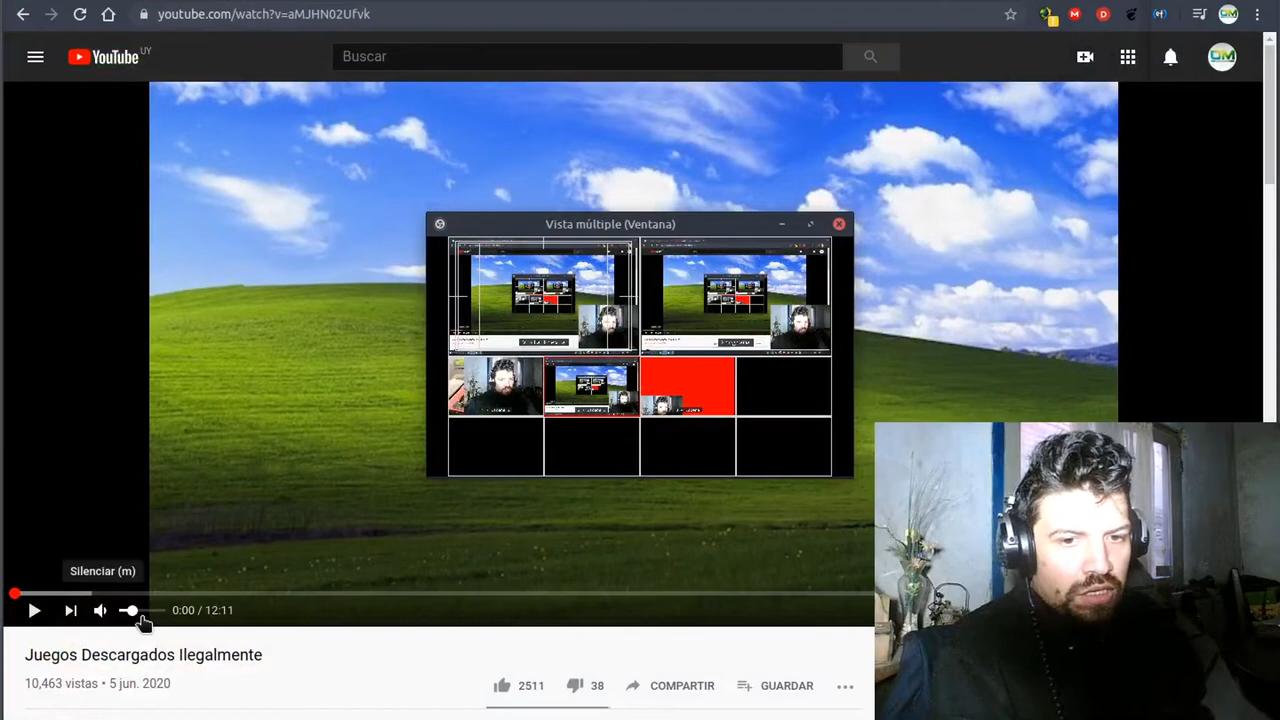 youtube.com/watch?v=aMJHN02Ufvk
YouTube UY
Buscar
Vista múltiple (Ventana)
Silenciar (m)
0:00 / 12:11
Juegos Descargados Ilegalmente
10,463 vistas • 5 jun. 2020
2511
38
COMPARTIR
GUARDAR